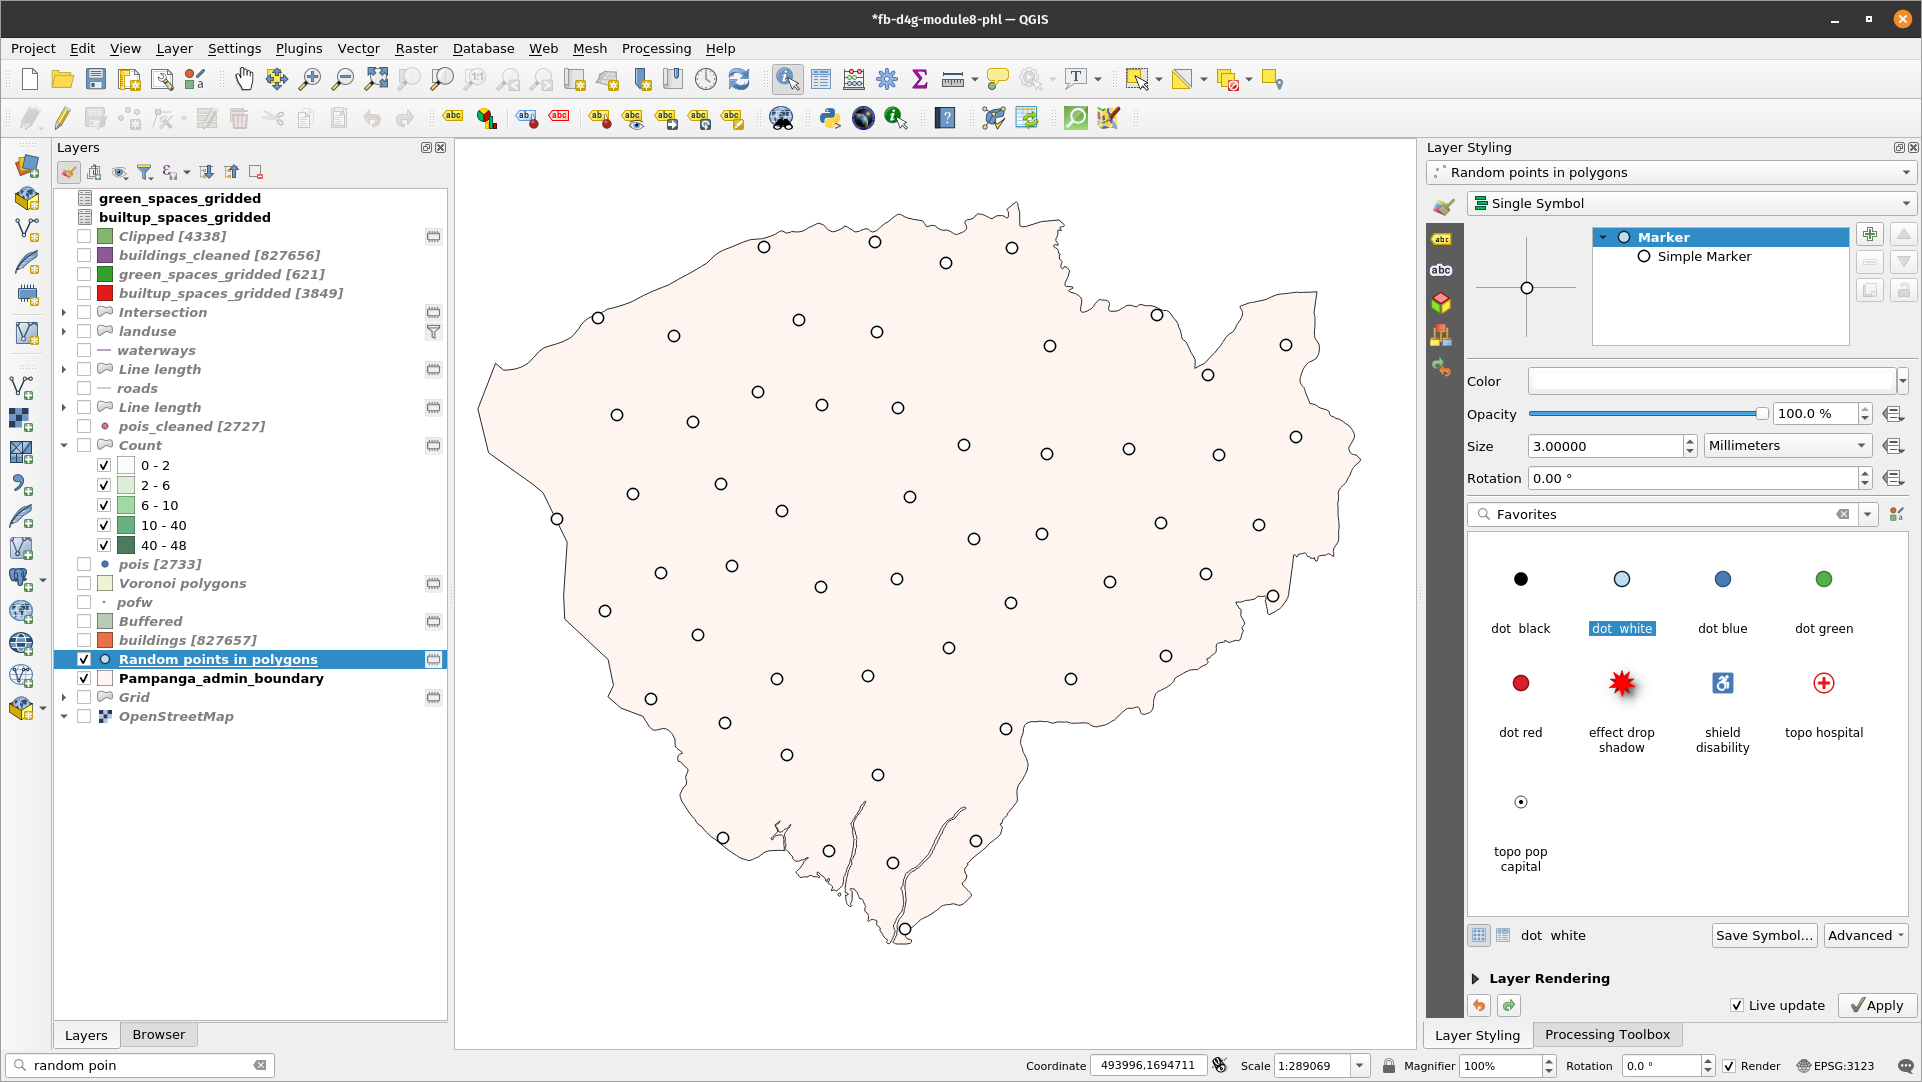 *fb-d4g-module8-phl — QGIS
Project Edit View Layer Settings Plugins Vector Raster Database Web Mesh Processing Help
Layers
green_spaces_gridded
builtup_spaces_gridded
Clipped [4338]
buildings_cleaned [827656]
green_spaces_gridded [621]
builtup_spaces_gridded [3849]
Intersection
landuse
waterways
Line length
roads
Line length
pois_cleaned [2727]
Count
0 - 2
2 - 6
6 - 10
10 - 40
40 - 48
pois [2733]
Voronoi polygons
pofw
Buffered
buildings [827657]
Random points in polygons
Pampanga_admin_boundary
Grid
OpenStreetMap
Layers Browser
random poin
Layer Styling
Random points in polygons
Single Symbol
Marker
Simple Marker
Color
Opacity 100.0 %
Size 3.00000 Millimeters
Rotation 0.00 °
Favorites
dot black dot white dot blue dot green
dot red effect drop shadow shield disability topo hospital
topo pop capital
dot white Save Symbol... Advanced
Layer Rendering
Live update Apply
Layer Styling Processing Toolbox
Coordinate 493996,1694711 Scale 1:289069 Magnifier 100% Rotation 0.0 ° Render EPSG:3123